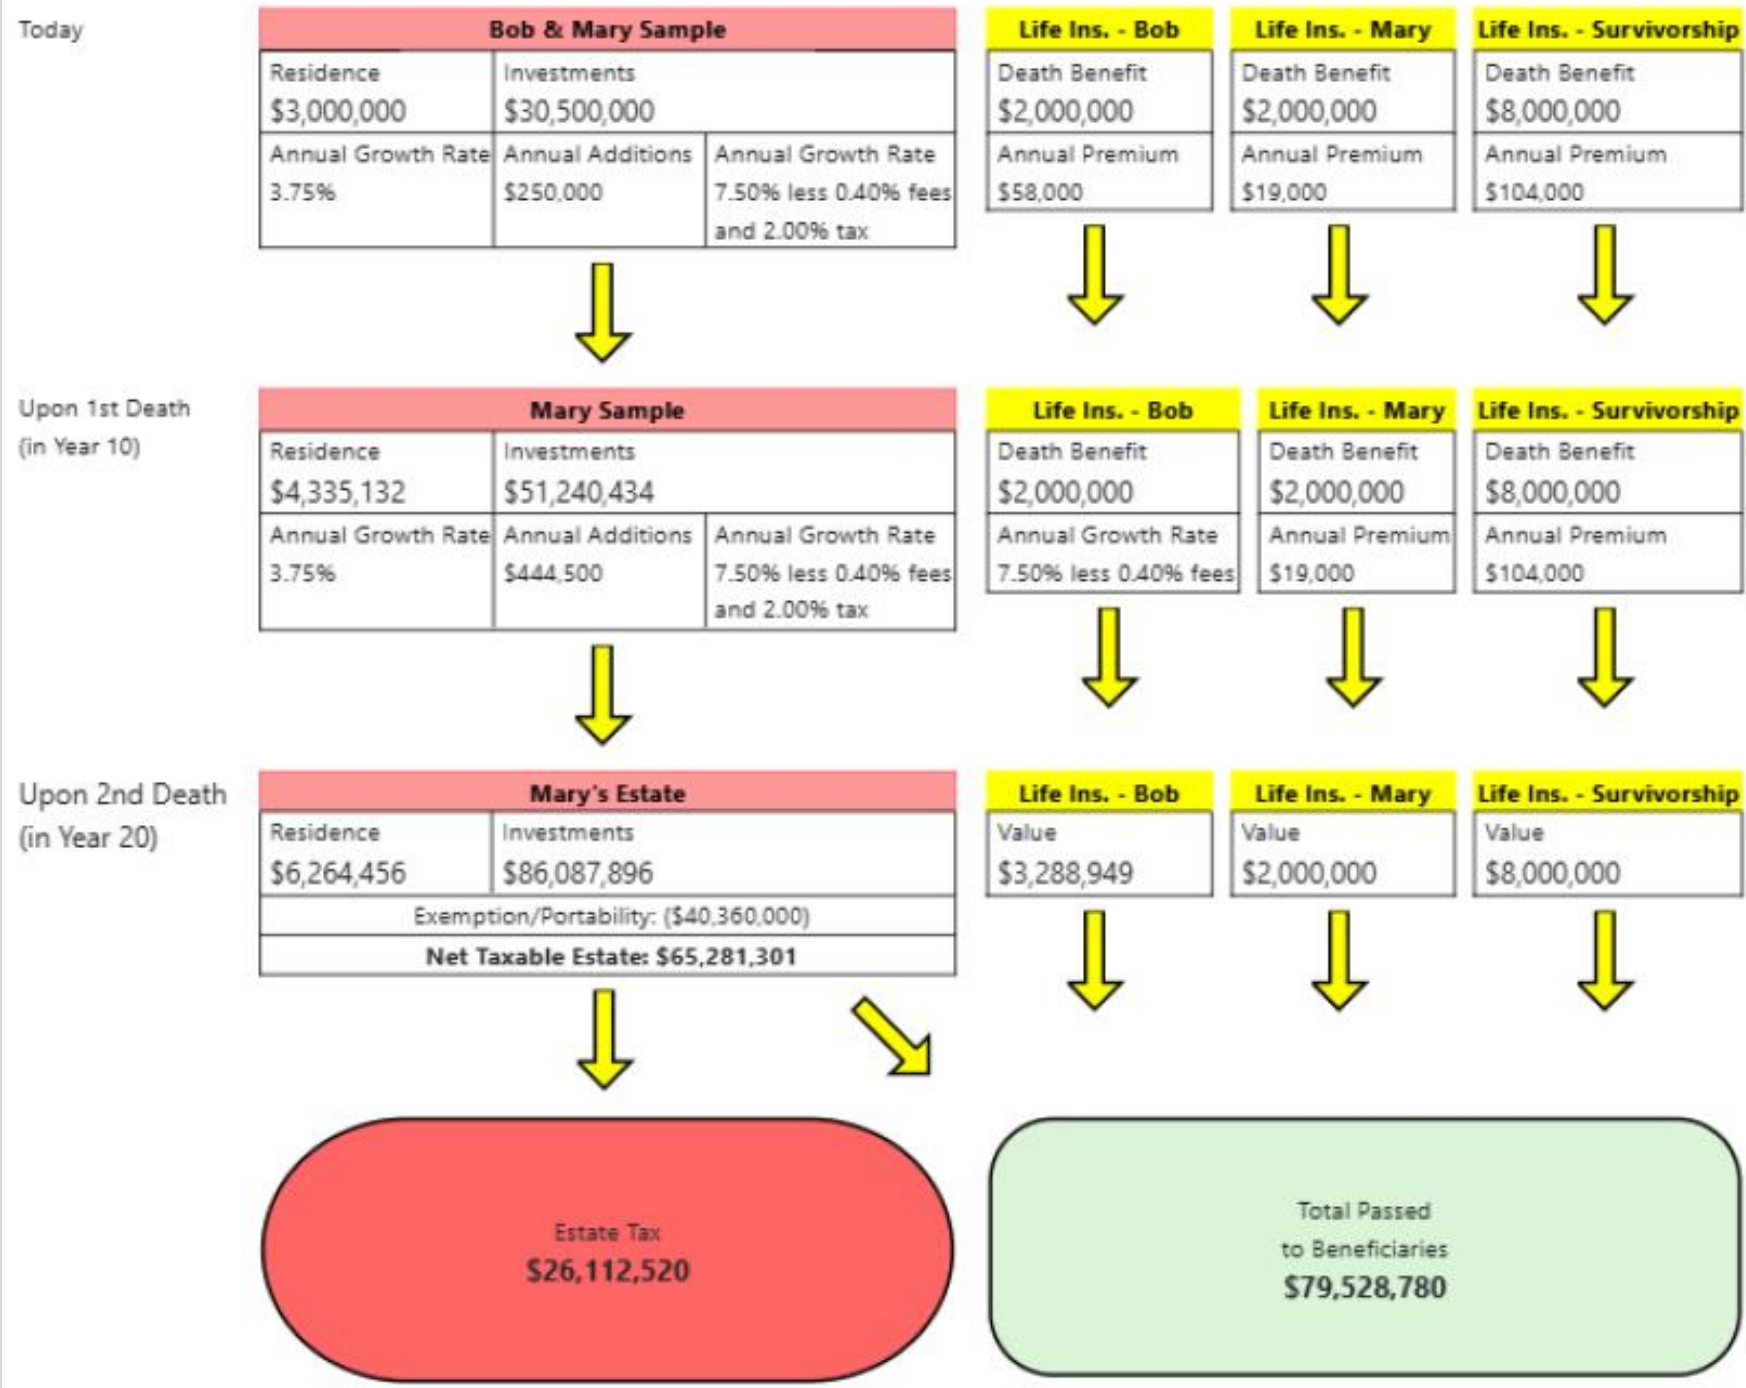 Today
Bob & Mary Sample
Residence
$3,000,000
Investments
$30,500,000
Annual Growth Rate
3.75%
Annual Additions
$250,000
Annual Growth Rate
7.50% less 0.40% fees
and 2.00% tax
Life Ins. - Bob
Death Benefit
$2,000,000
Annual Premium
$58,000
Life Ins. - Mary
Death Benefit
$2,000,000
Annual Premium
$19,000
Life Ins. - Survivorship
Death Benefit
$8,000,000
Annual Premium
$104,000
Upon 1st Death
(in Year 10)
Mary Sample
Residence
$4,335,132
Investments
$51,240,434
Annual Growth Rate
3.75%
Annual Additions
$444,500
Annual Growth Rate
7.50% less 0.40% fees
and 2.00% tax
Life Ins. - Bob
Death Benefit
$2,000,000
Annual Growth Rate
7.50% less 0.40% fees
Life Ins. - Mary
Death Benefit
$2,000,000
Annual Premium
$19,000
Life Ins. - Survivorship
Death Benefit
$8,000,000
Annual Premium
$104,000
Upon 2nd Death
(in Year 20)
Mary's Estate
Residence
$6,264,456
Investments
$86,087,896
Exemption/Portability: ($40,360,000)
Net Taxable Estate: $65,281,301
Life Ins. - Bob
Value
$3,288,949
Life Ins. - Mary
Value
$2,000,000
Life Ins. - Survivorship
Value
$8,000,000
Estate Tax
$26,112,520
Total Passed
to Beneficiaries
$79,528,780